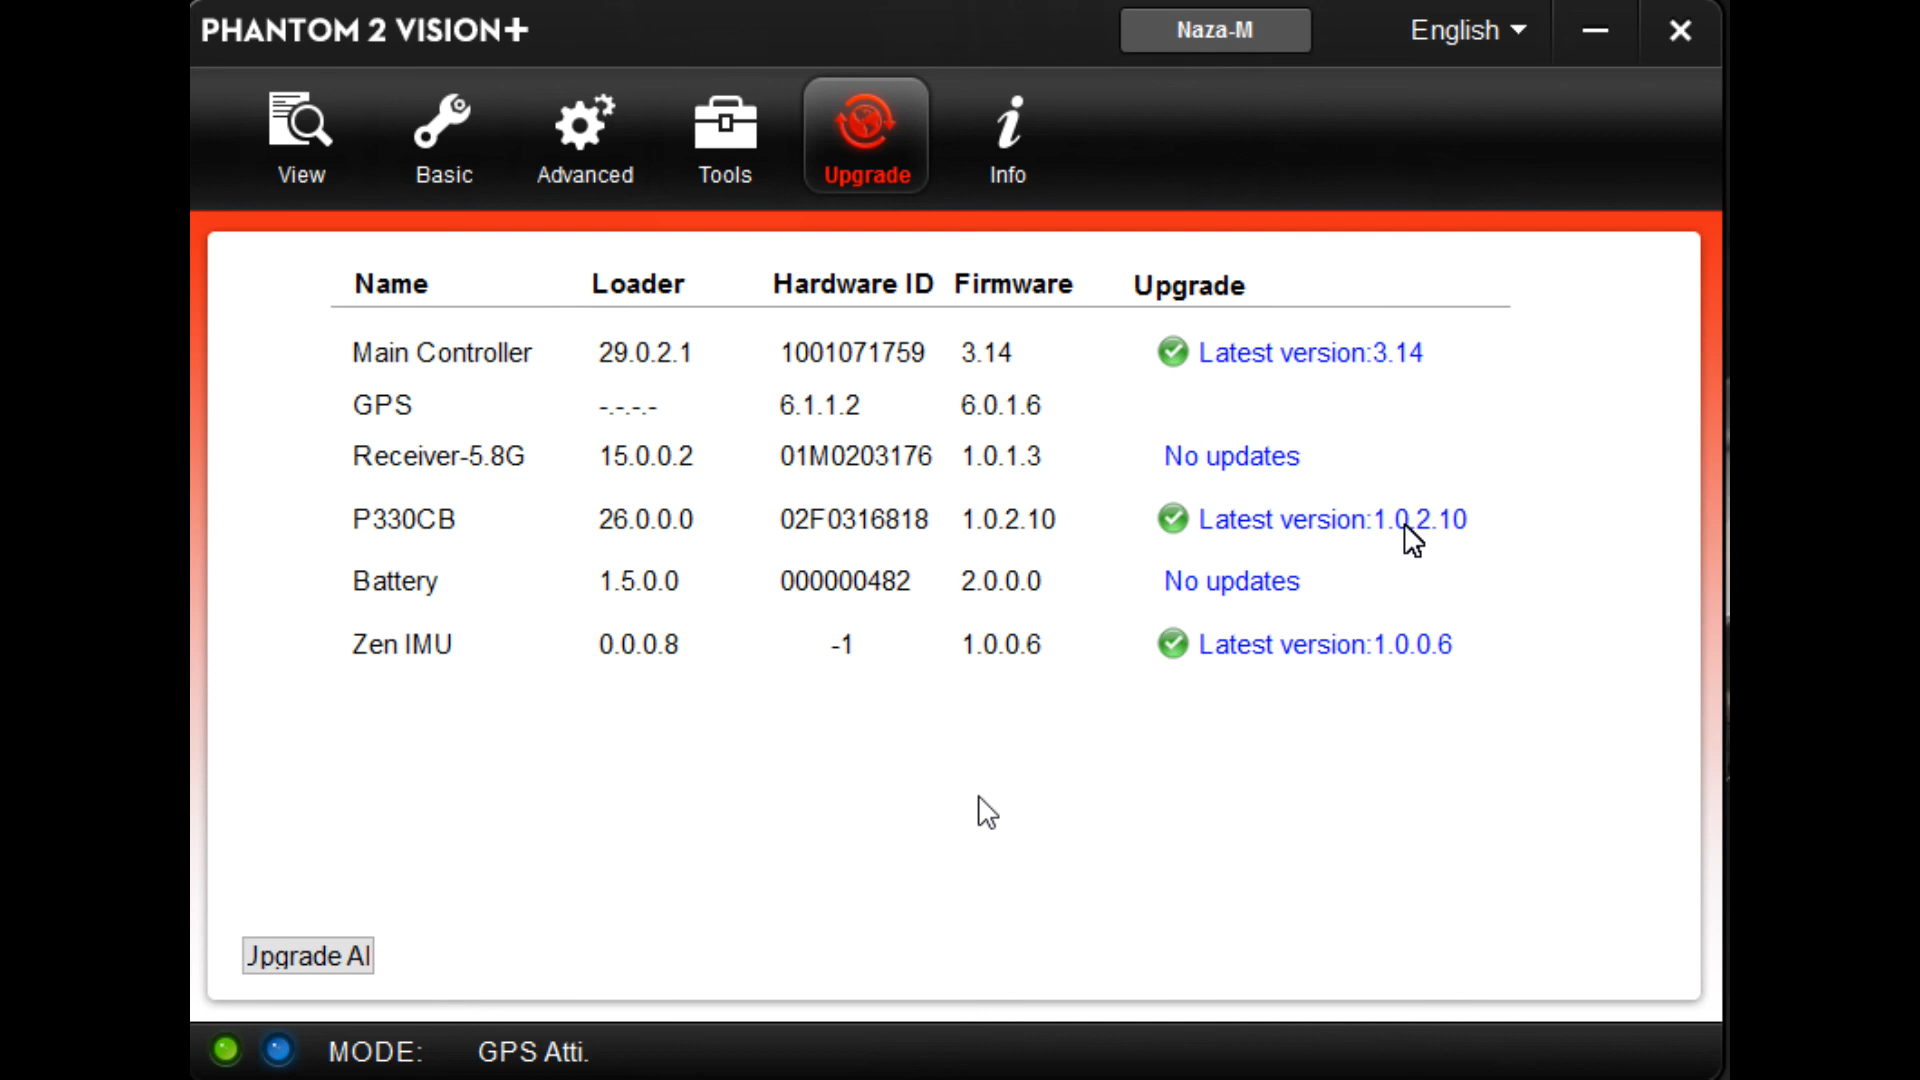 PHANTOM 2 VISION+ Naza-M English
View Basic Advanced Tools Upgrade Info
Name Loader Hardware ID Firmware Upgrade
Main Controller 29.0.2.1 1001071759 3.14 Latest version:3.14
GPS -.-.-.- 6.1.1.2 6.0.1.6
Receiver-5.8G 15.0.0.2 01M0203176 1.0.1.3 No updates
P330CB 26.0.0.0 02F0316818 1.0.2.10 Latest version:1.0.2.10
Battery 1.5.0.0 000000482 2.0.0.0 No updates
Zen IMU 0.0.0.8 -1 1.0.0.6 Latest version:1.0.0.6
Jpgrade Al
MODE: GPS Atti.